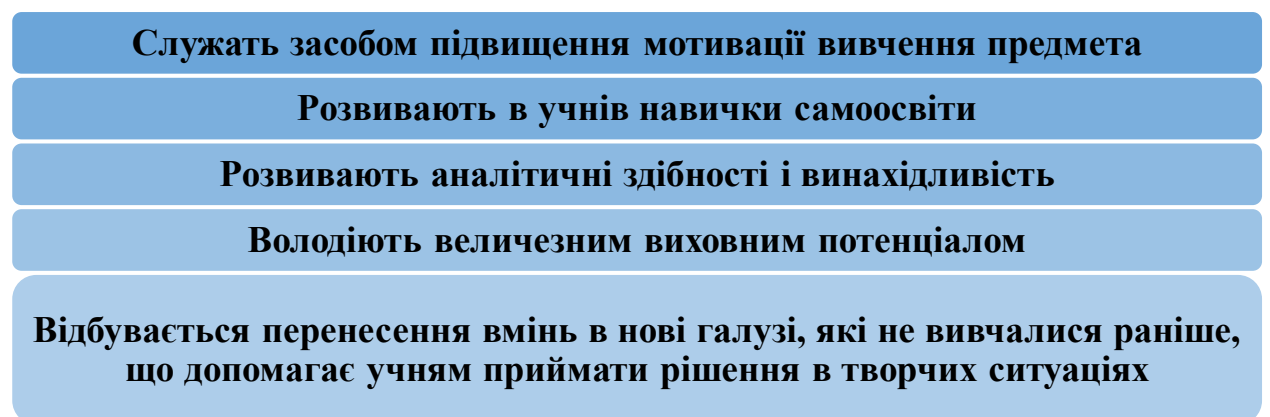 Служать засобом підвищення мотивації вивчення предмета
Розвивають в учнів навички самоосвіти
Розвивають аналітичні здібності і винахідливість
Володіють величезним виховним потенціалом
Відбувається перенесення вмінь в нові галузі, які не вивчалися раніше,
що допомагає учням приймати рішення в творчих ситуаціях